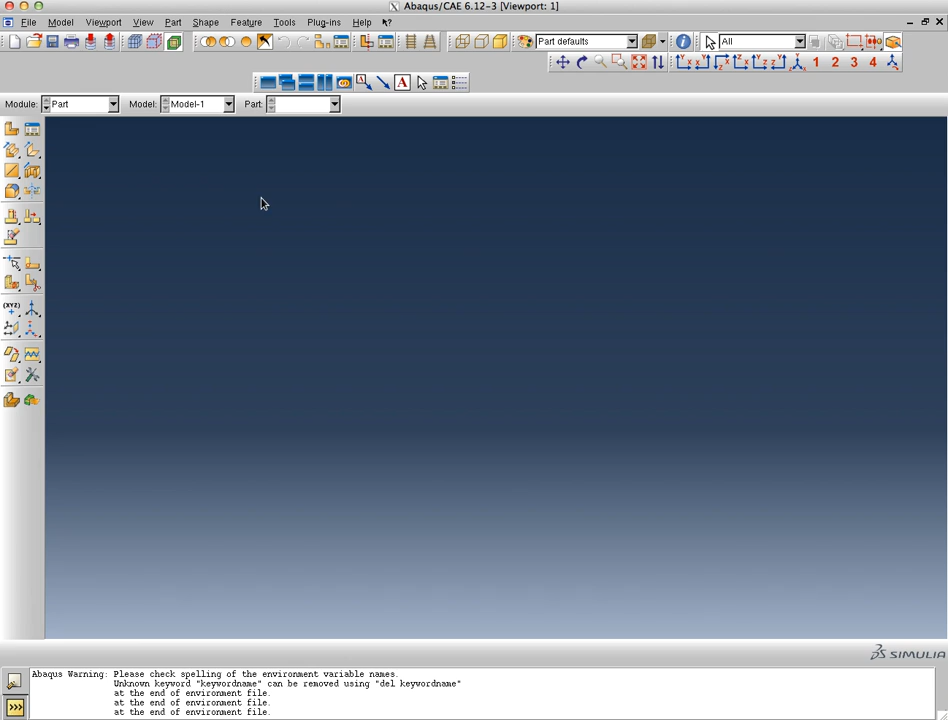 Abaqus/CAE 6.12-3 [Viewport: 1]
File Model Viewport View Part Shape Feature Tools Plug-ins Help
Part defaults All
1 2 3 4
A
Module: Part Model: Model-1 Part:
(XYZ)
SIMULIA
Abaqus Warning: Please check spelling of the environment variable names.
Unknown keyword "keywordname" can be removed using "del keywordname"
at the end of environment file.
at the end of environment file.
at the end of environment file.
>>>